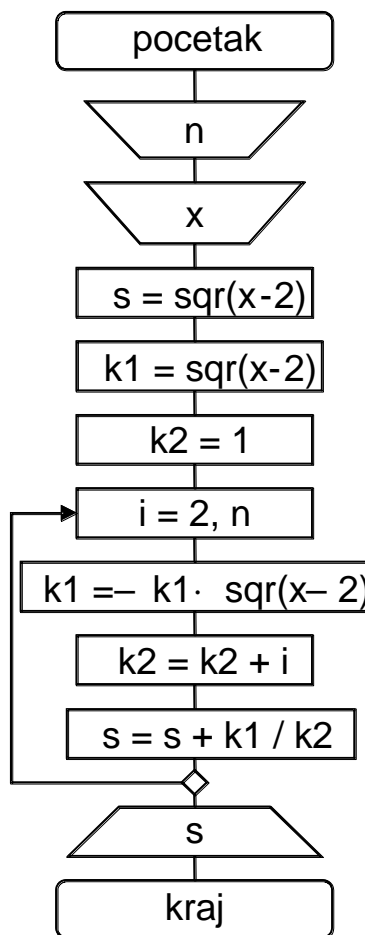 pocetak
n
x
s = sqr(x-2)
k1 = sqr(x-2)
k2 = 1
i = 2, n
k1 =– k1· sqr(x– 2)
k2 = k2 + i
s = s + k1 / k2
s
kraj